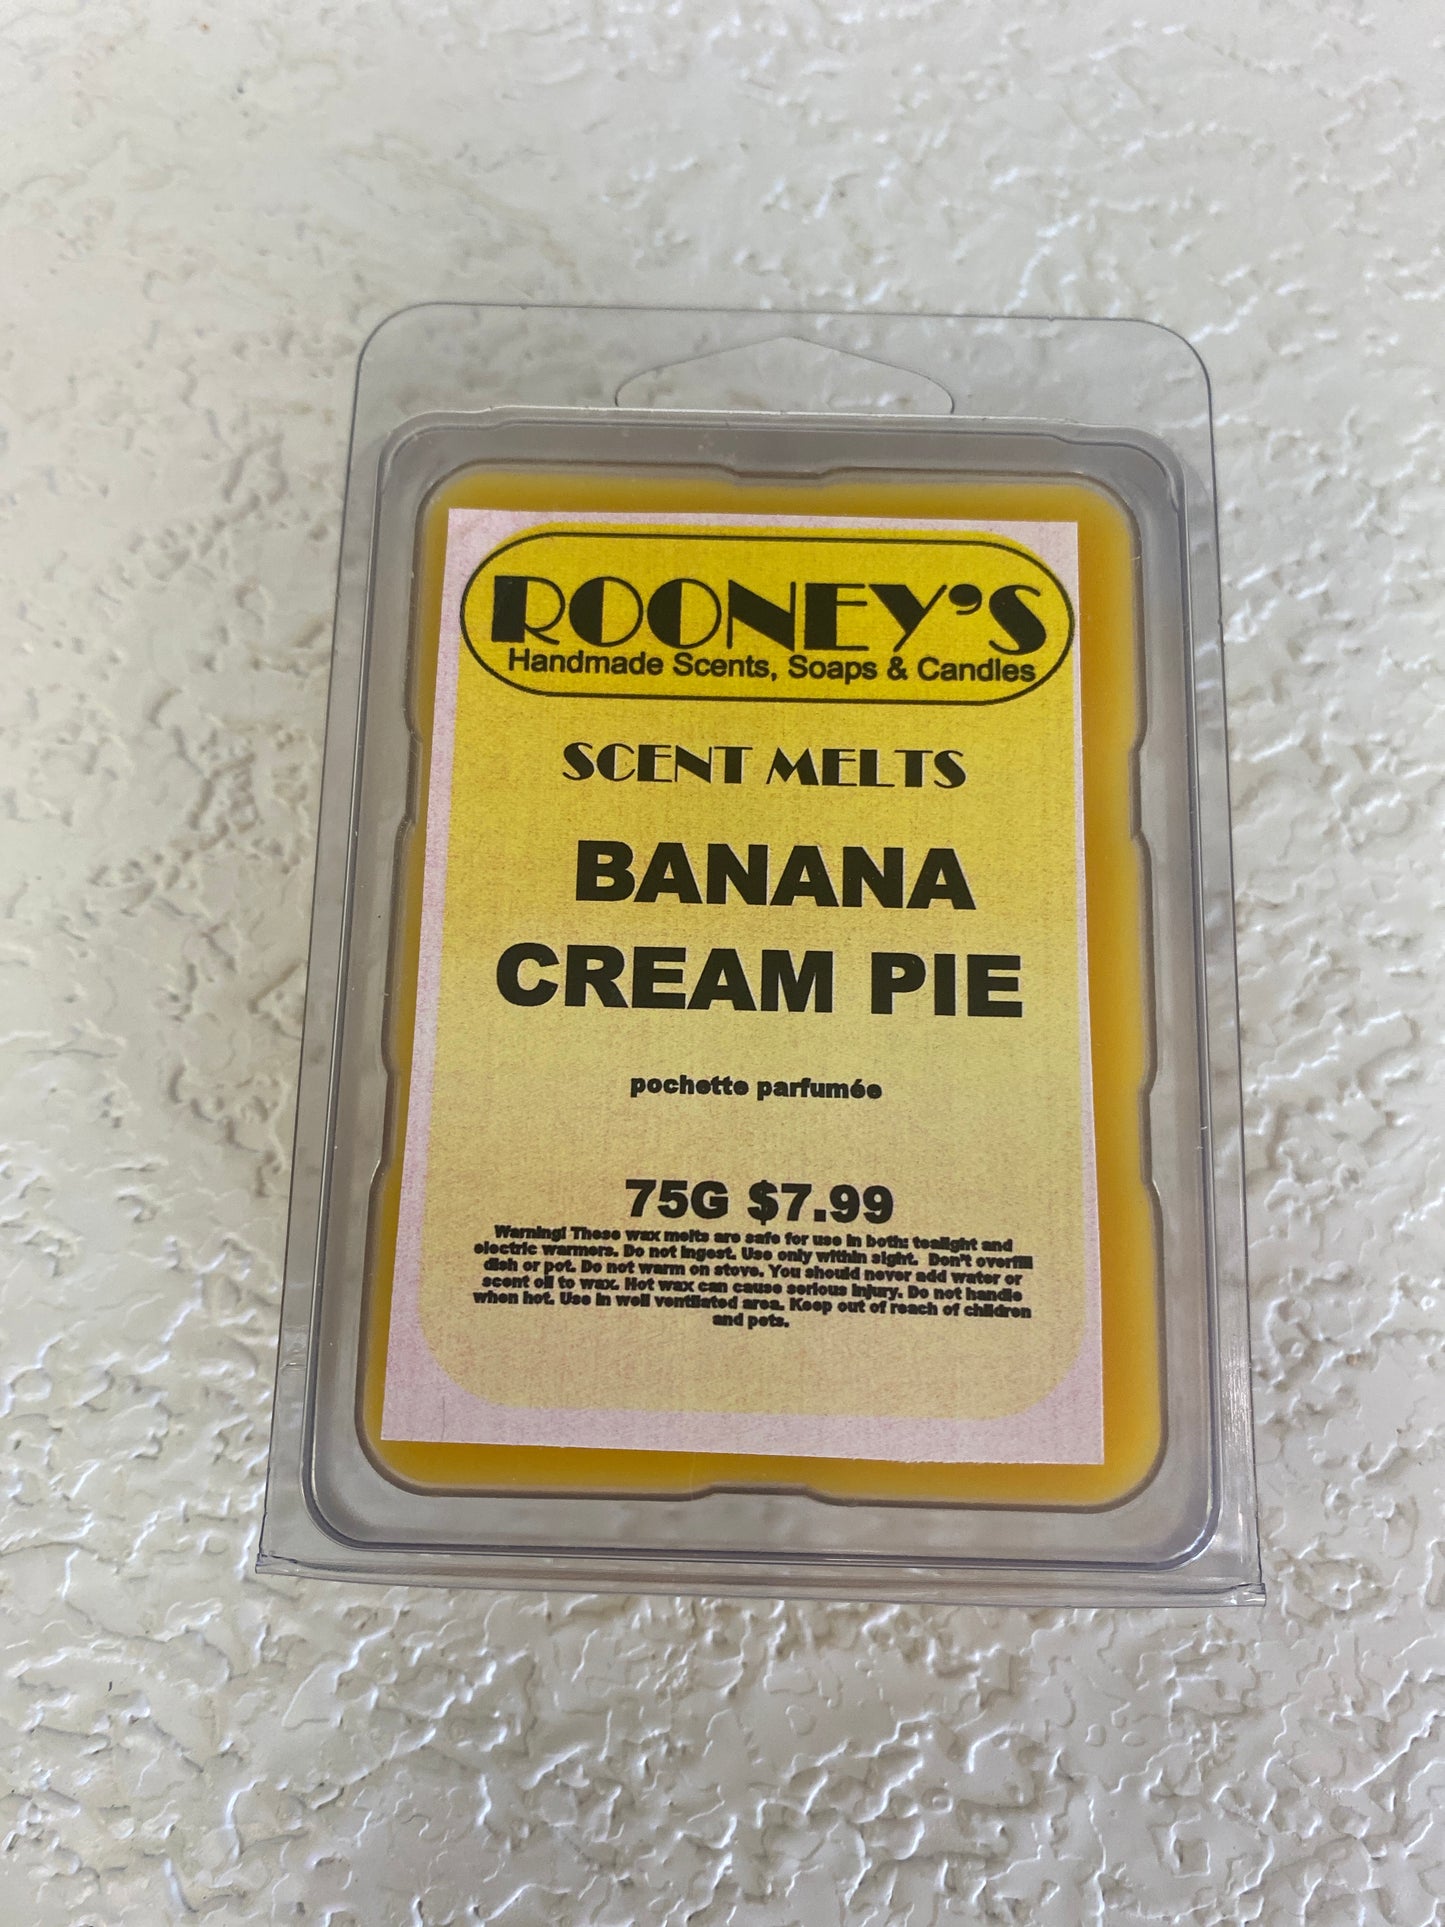 ROONEY'S
Handmade Scents, Soaps & Candles
SCENT MELTS
BANANA
CREAM PIE
pochette parfumée
75G $7.99
Warning! These wax melts are safe for use in both: tealight and
electric warmers. Do not ingest. Use only within sight. Don't overfill
dish or pot. Do not warm on stove. You should never add water or
scent oil to wax. Hot wax can cause serious injury. Do not handle
when hot. Use in well ventilated area. Keep out of reach of children
and pets.